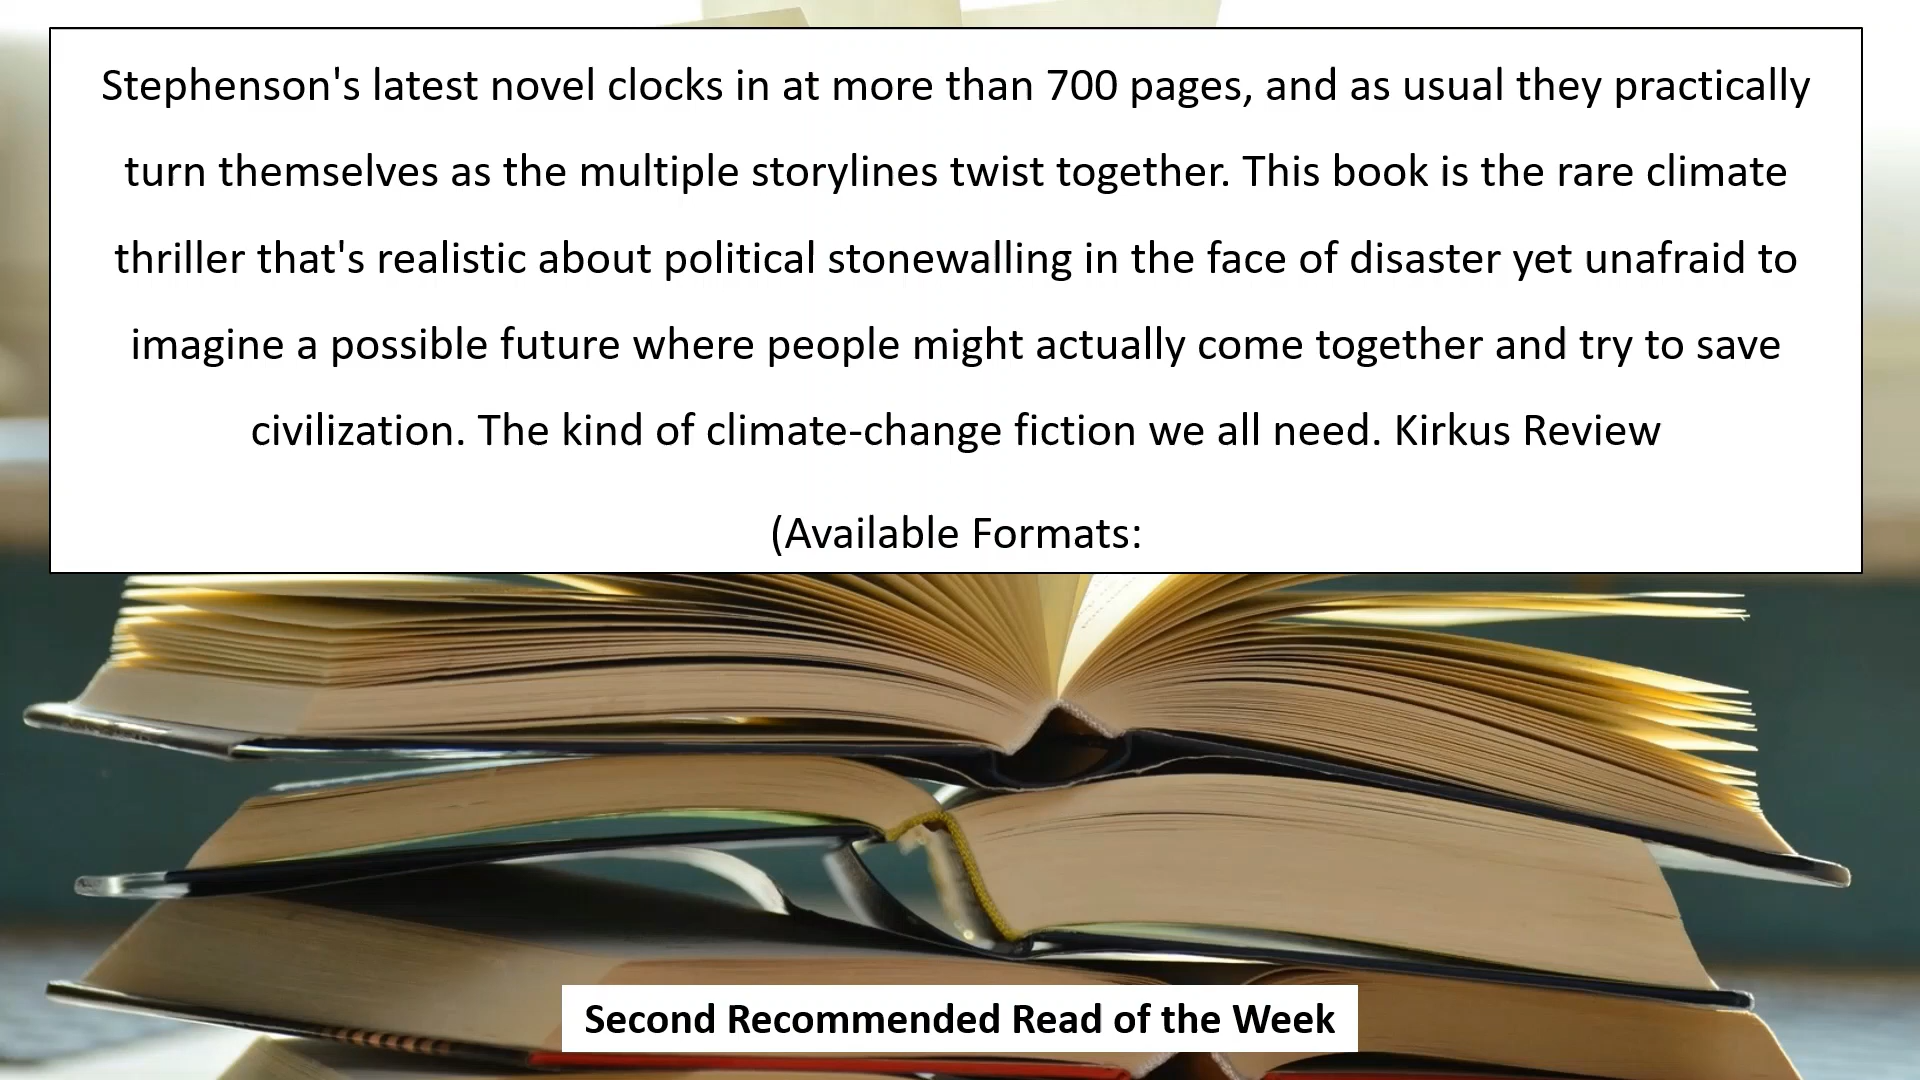 Stephenson's latest novel clocks in at more than 700 pages, and as usual they practically
turn themselves as the multiple storylines twist together. This book is the rare climate
thriller that's realistic about political stonewalling in the face of disaster yet unafraid to
imagine a possible future where people might actually come together and try to save
civilization. The kind of climate-change fiction we all need. Kirkus Review
(Available Formats:
Second Recommended Read of the Week